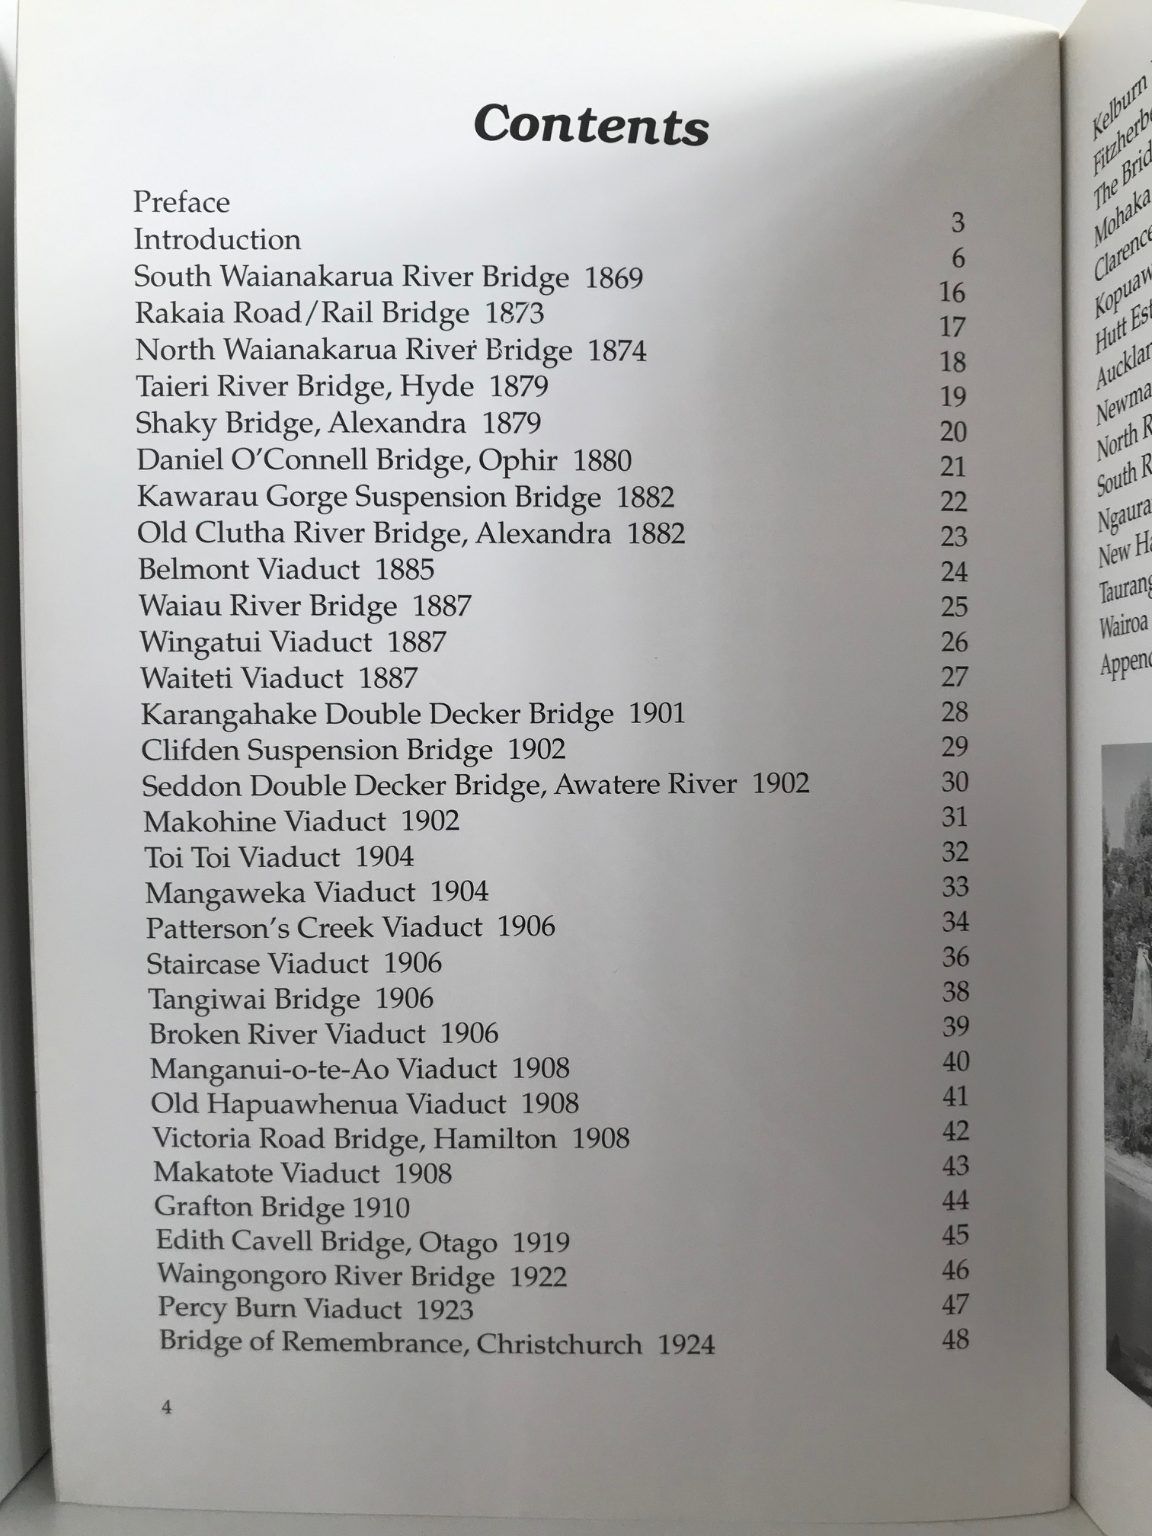 Contents
Preface 3
Introduction 6
South Waianakarua River Bridge 1869 16
Rakaia Road/Rail Bridge 1873 17
North Waianakarua River Bridge 1874 18
Taieri River Bridge, Hyde 1879 19
Shaky Bridge, Alexandra 1879 20
Daniel O'Connell Bridge, Ophir 1880 21
Kawarau Gorge Suspension Bridge 1882 22
Old Clutha River Bridge, Alexandra 1882 23
Belmont Viaduct 1885 24
Waiau River Bridge 1887 25
Wingatui Viaduct 1887 26
Waiteti Viaduct 1887 27
Karangahake Double Decker Bridge 1901 28
Clifden Suspension Bridge 1902 29
Seddon Double Decker Bridge, Awatere River 1902 30
Makohine Viaduct 1902 31
Toi Toi Viaduct 1904 32
Mangaweka Viaduct 1904 33
Patterson's Creek Viaduct 1906 34
Staircase Viaduct 1906 36
Tangiwai Bridge 1906 38
Broken River Viaduct 1906 39
Manganui-o-te-Ao Viaduct 1908 40
Old Hapuawhenua Viaduct 1908 41
Victoria Road Bridge, Hamilton 1908 42
Makatote Viaduct 1908 43
Grafton Bridge 1910 44
Edith Cavell Bridge, Otago 1919 45
Waingongoro River Bridge 1922 46
Percy Burn Viaduct 1923 47
Bridge of Remembrance, Christchurch 1924 48
4
Kelburn
The
Mohaka
Clarence
Hutt
North
South
New
Wairoa